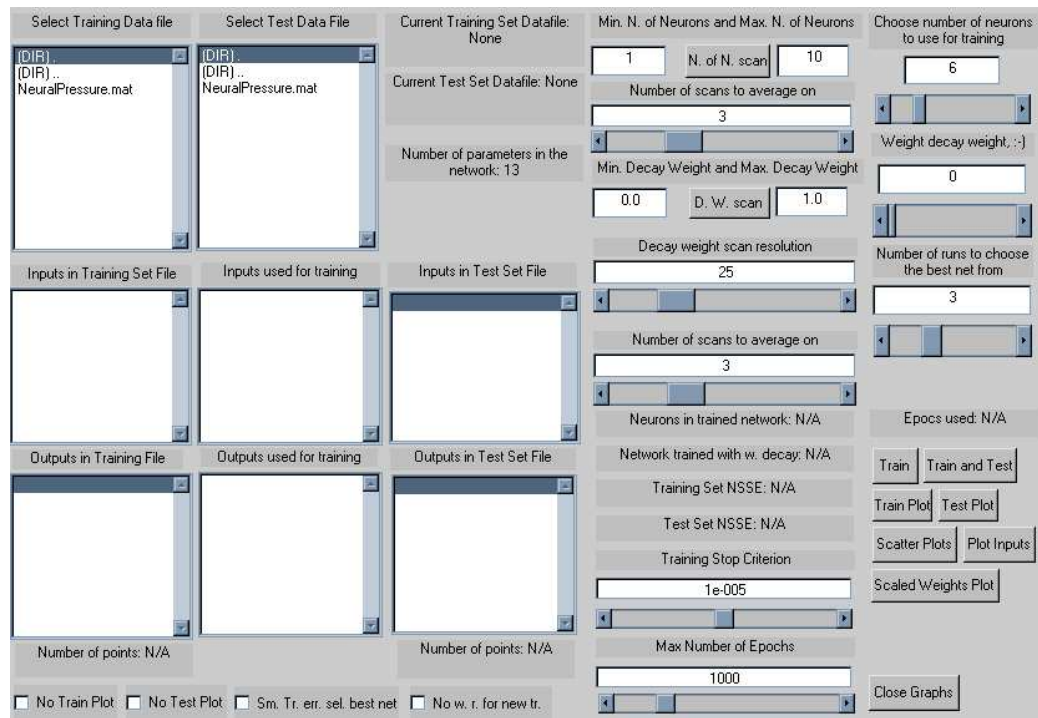 Select Training Data file
(DIR) .
(DIR) ..
NeuralPressure.mat
Select Test Data File
(DIR) .
(DIR) ..
NeuralPressure.mat
Current Training Set Datafile:
None
Current Test Set Datafile: None
Number of parameters in the
network: 13
Min. N. of Neurons and Max. N. of Neurons
1
N. of N. scan
10
Number of scans to average on
3
Min. Decay Weight and Max. Decay Weight
0.0
D. W. scan
1.0
Decay weight scan resolution
25
Number of scans to average on
3
Choose number of neurons
to use for training
6
Weight decay weight, :-)
0
Number of runs to choose
the best net from
3
Inputs in Training Set File
Inputs used for training
Inputs in Test Set File
Outputs in Training File
Outputs used for training
Outputs in Test Set File
Number of points: N/A
Number of points: N/A
Neurons in trained network: N/A
Network trained with w. decay: N/A
Training Set NSSE: N/A
Test Set NSSE: N/A
Training Stop Criterion
1e-005
Max Number of Epochs
1000
Epocs used: N/A
Train
Train and Test
Train Plot
Test Plot
Scatter Plots
Plot Inputs
Scaled Weights Plot
Close Graphs
No Train Plot
No Test Plot
Sm. Tr. err. sel. best net
No w. r. for new tr.